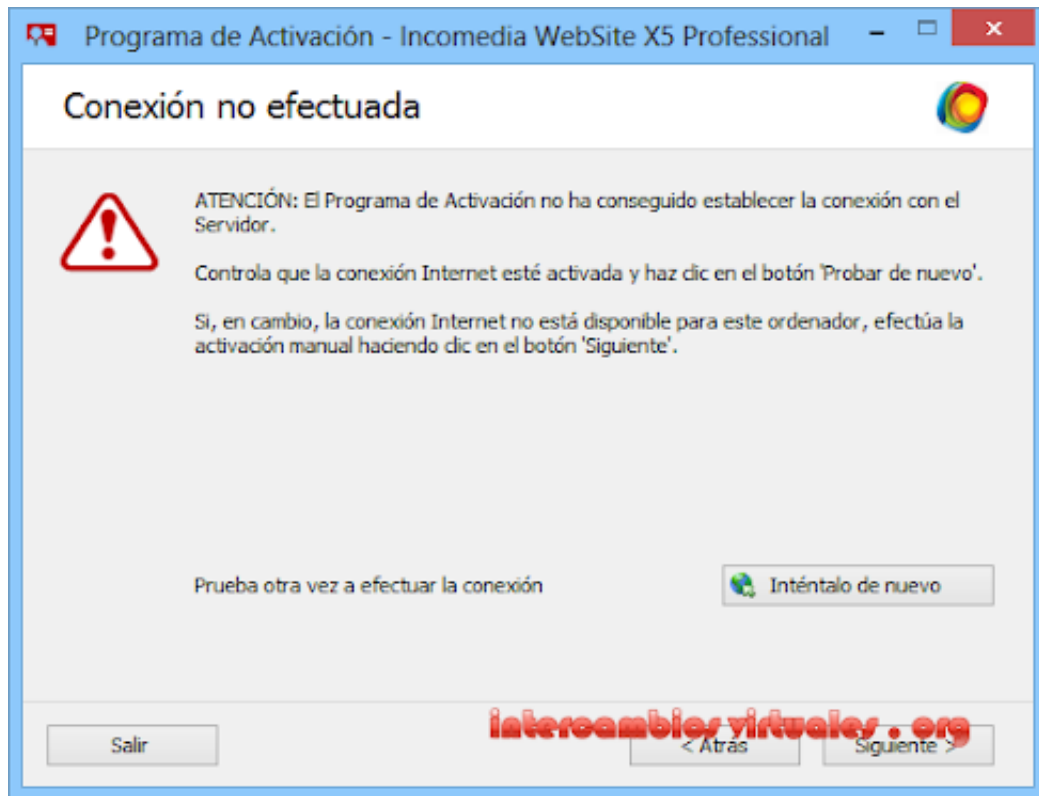 Programa de Activación - Incomedia WebSite X5 Professional
Conexión no efectuada
ATENCIÓN: El Programa de Activación no ha conseguido establecer la conexión con el
Servidor.
Controla que la conexión Internet esté activada y haz clic en el botón 'Probar de nuevo'.
Si, en cambio, la conexión Internet no está disponible para este ordenador, efectúa la
activación manual haciendo clic en el botón 'Siguiente'.
Prueba otra vez a efectuar la conexión
Inténtalo de nuevo
intercambios virtuales . org
Salir
< Atrás
Siguiente >